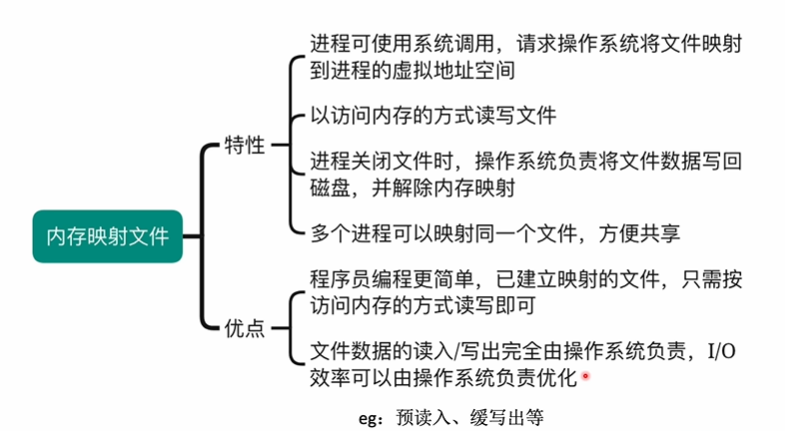 进程可使用系统调用，请求操作系统将文件映射
到进程的虚拟地址空间
以访问内存的方式读写文件
特性
进程关闭文件时，操作系统负责将文件数据写回
磁盘，并解除内存映射
多个进程可以映射同一个文件，方便共享
内存映射文件
程序员编程更简单，已建立映射的文件，只需按
访问内存的方式读写即可
优点
文件数据的读入/写出完全由操作系统负责，I/O
效率可以由操作系统负责优化
eg：预读入、缓写出等